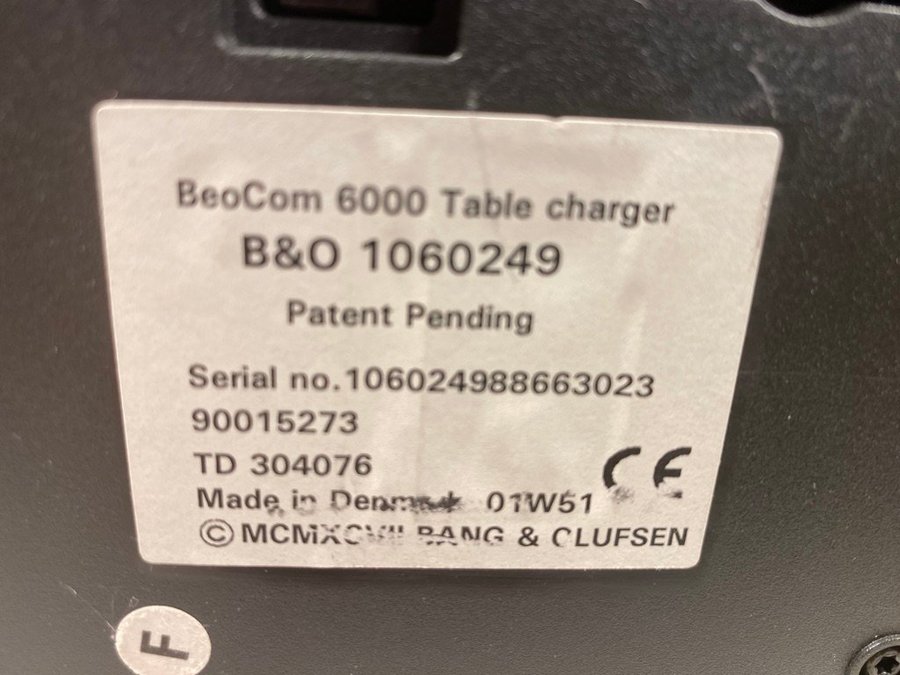 BeoCom 6000 Table charger
B&O 1060249
Patent Pending
Serial no.106024988663023
90015273
TD 304076
Made in Denmark 01W51
CE
© MCMXCVII BANG & OLUFSEN
F